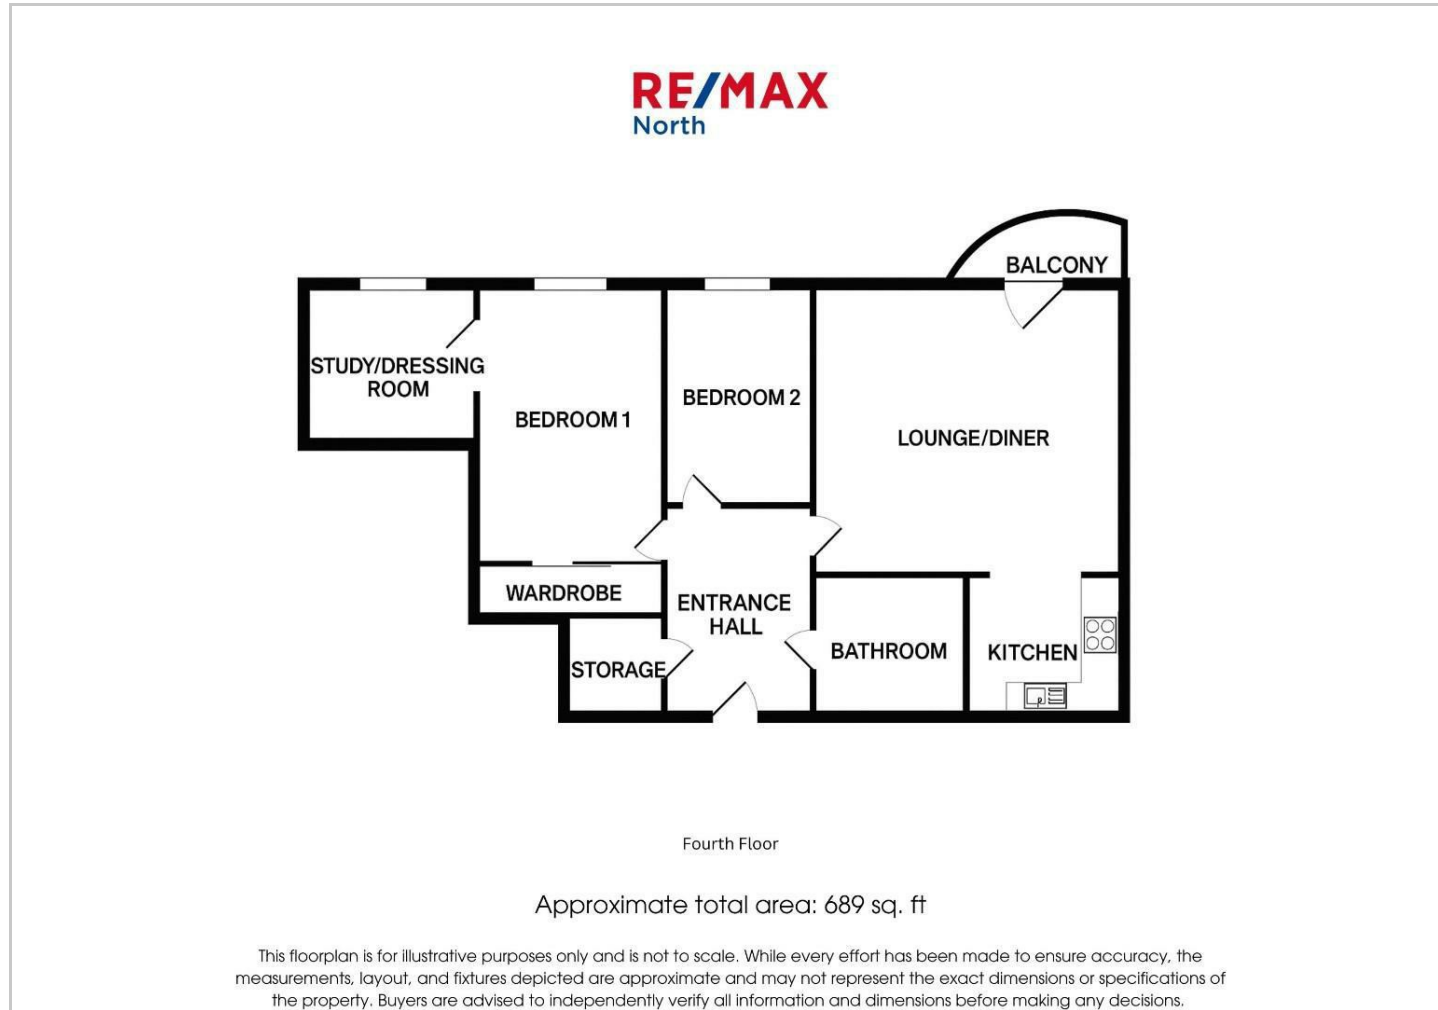 RE/MAX
North
BALCONY
STUDY/DRESSING
ROOM
BEDROOM 1
BEDROOM 2
LOUNGE/DINER
WARDROBE
ENTRANCE
HALL
STORAGE
BATHROOM
KITCHEN
Fourth Floor
Approximate total area: 689 sq. ft
This floorplan is for illustrative purposes only and is not to scale. While every effort has been made to ensure accuracy, the
measurements, layout, and fixtures depicted are approximate and may not represent the exact dimensions or specifications of
the property. Buyers are advised to independently verify all information and dimensions before making any decisions.